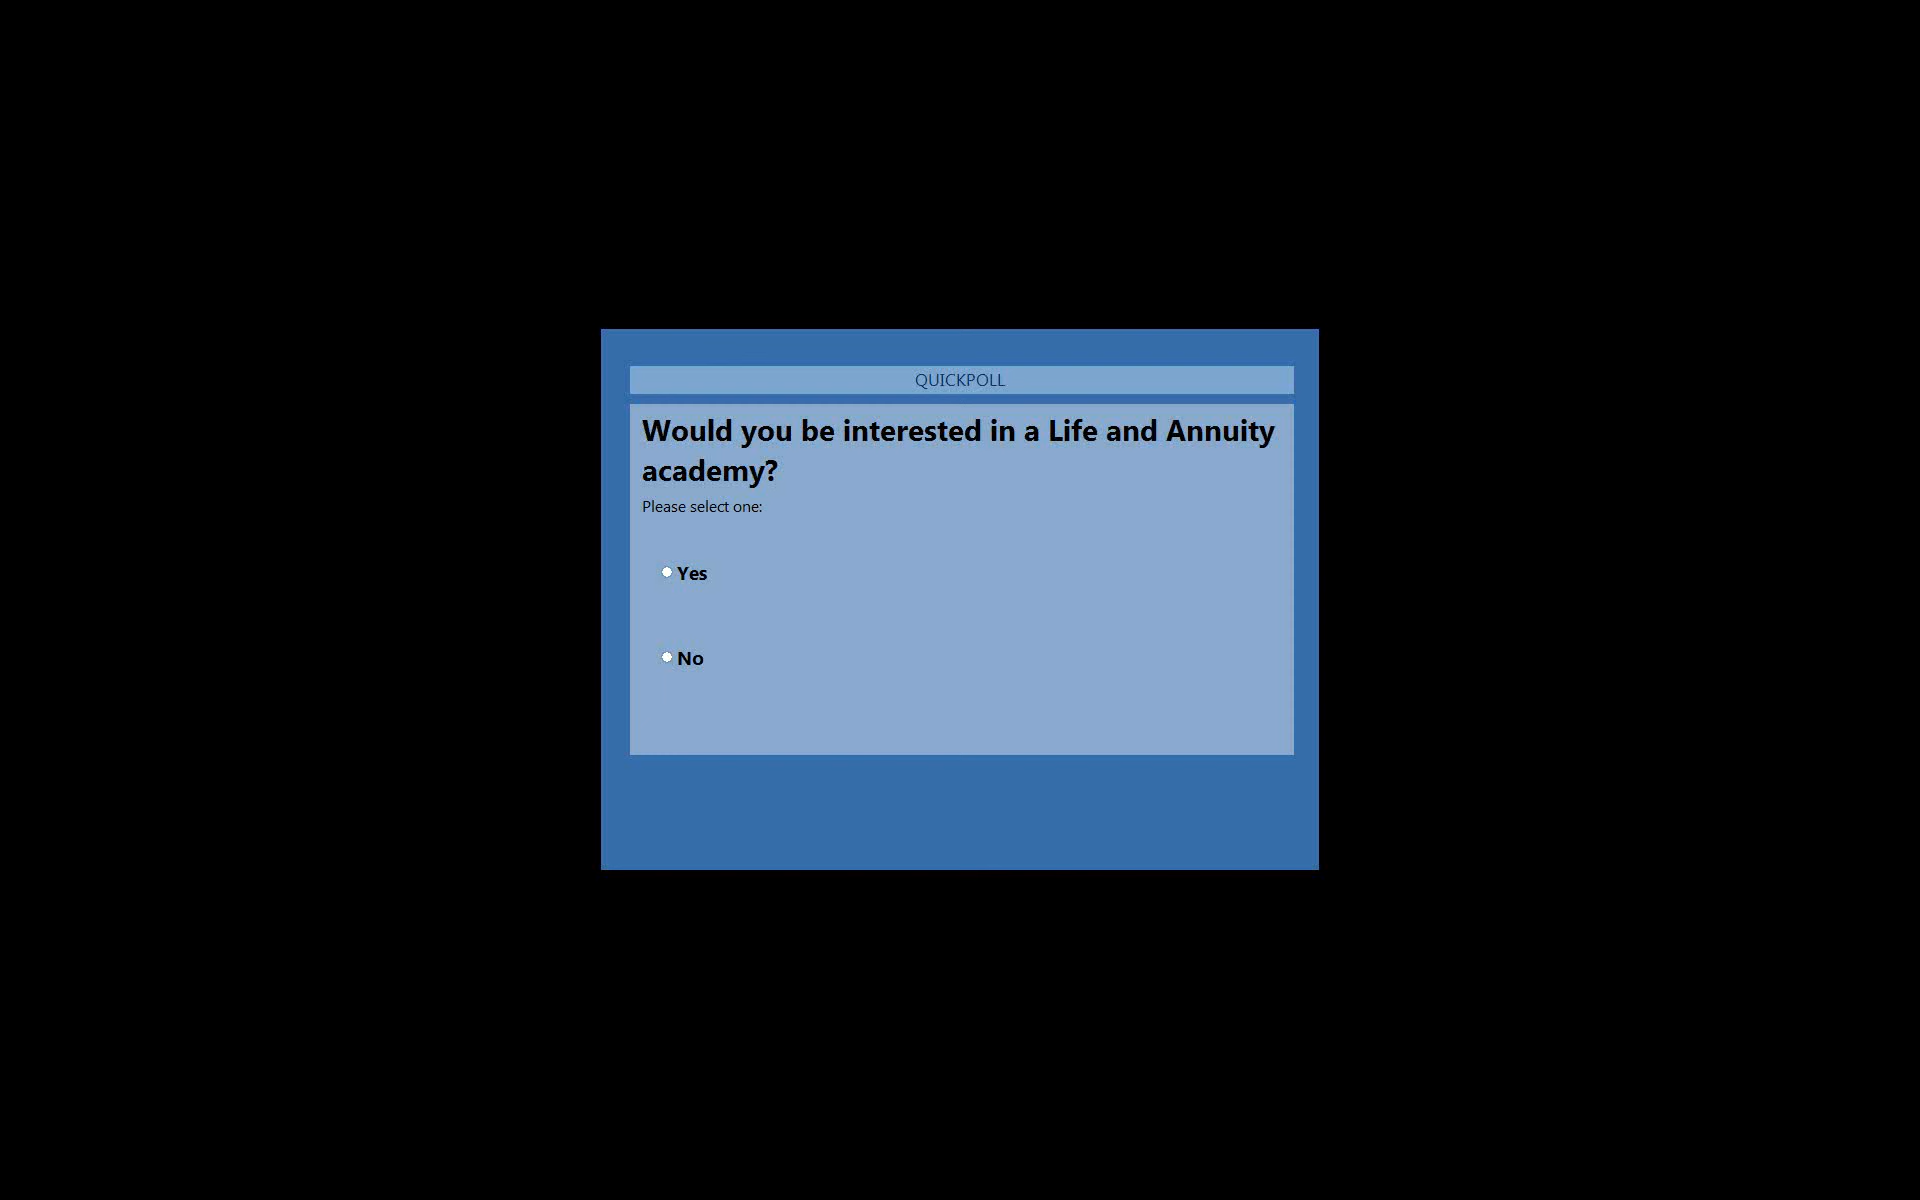 QUICKPOLL
Would you be interested in a Life and Annuity
academy?
Please select one:
Yes
No